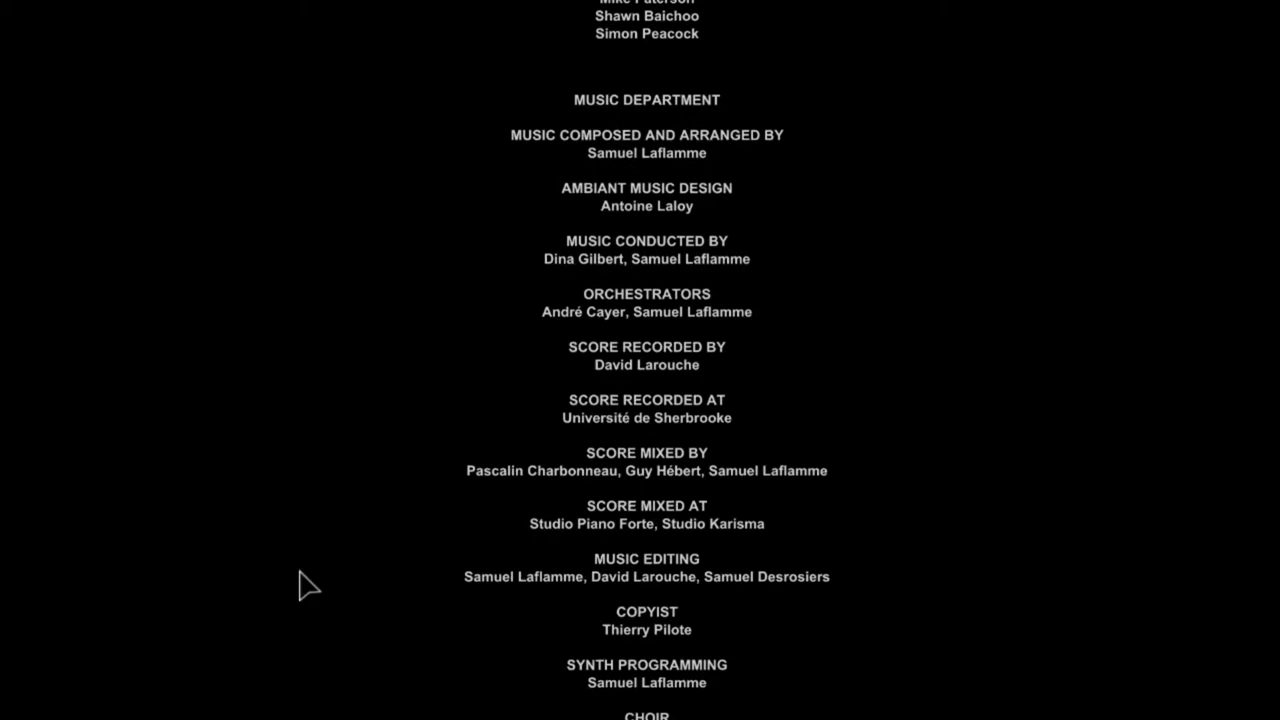 Mike Paterson
Shawn Baichoo
Simon Peacock
MUSIC DEPARTMENT
MUSIC COMPOSED AND ARRANGED BY
Samuel Laflamme
AMBIANT MUSIC DESIGN
Antoine Laloy
MUSIC CONDUCTED BY
Dina Gilbert, Samuel Laflamme
ORCHESTRATORS
André Cayer, Samuel Laflamme
SCORE RECORDED BY
David Larouche
SCORE RECORDED AT
Université de Sherbrooke
SCORE MIXED BY
Pascalin Charbonneau, Guy Hébert, Samuel Laflamme
SCORE MIXED AT
Studio Piano Forte, Studio Karisma
MUSIC EDITING
Samuel Laflamme, David Larouche, Samuel Desrosiers
COPYIST
Thierry Pilote
SYNTH PROGRAMMING
Samuel Laflamme
CHOIR